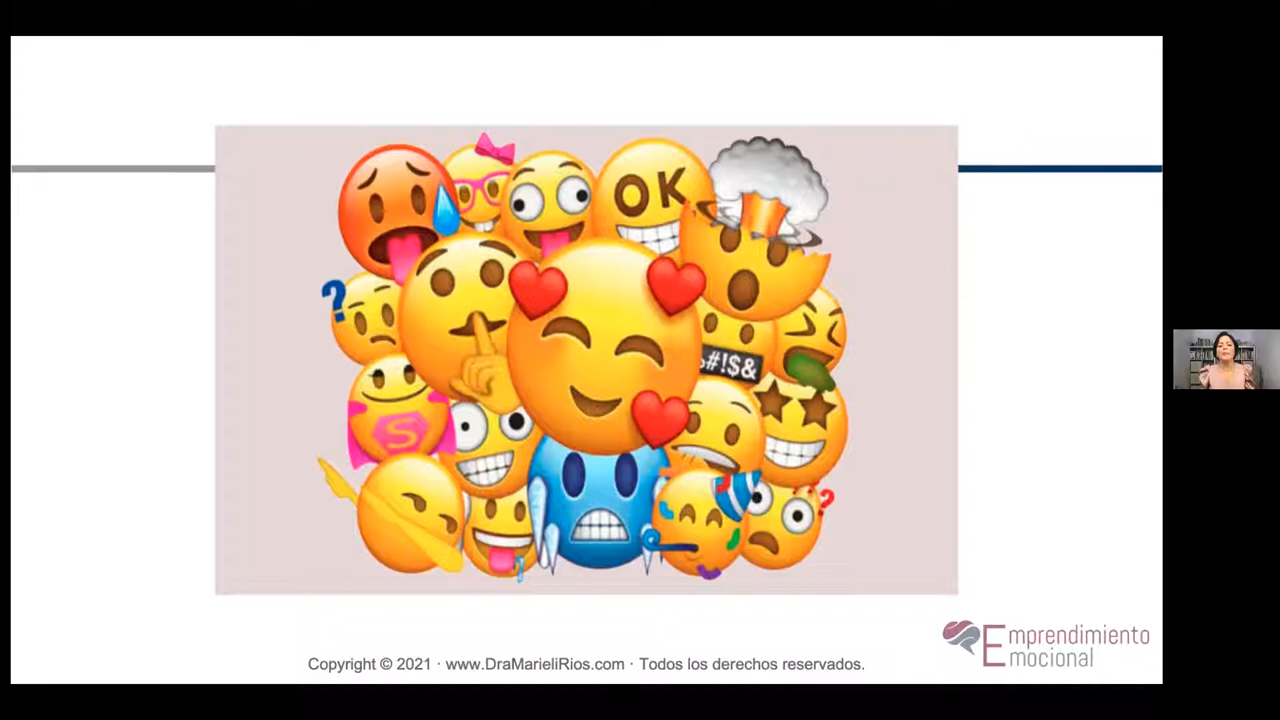 OK
?
#!$&
S
?
Emprendimiento
Emocional
Copyright © 2021 · www.DraMarieliRios.com · Todos los derechos reservados.